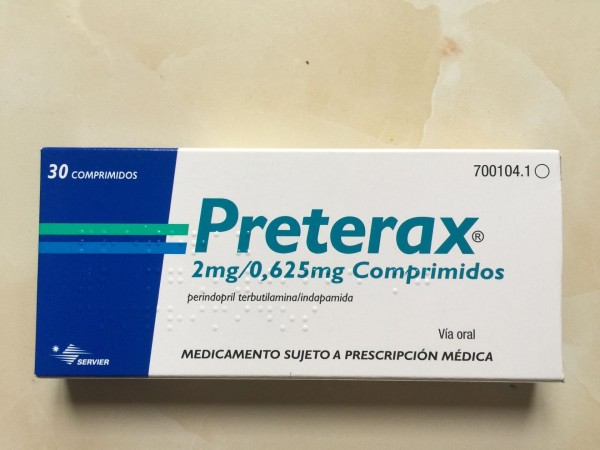 30 COMPRIMIDOS
700104.1
Preterax®
2mg/0,625mg Comprimidos
perindopril terbutilamina/indapamida
Vía oral
SERVIER
MEDICAMENTO SUJETO A PRESCRIPCIÓN MÉDICA